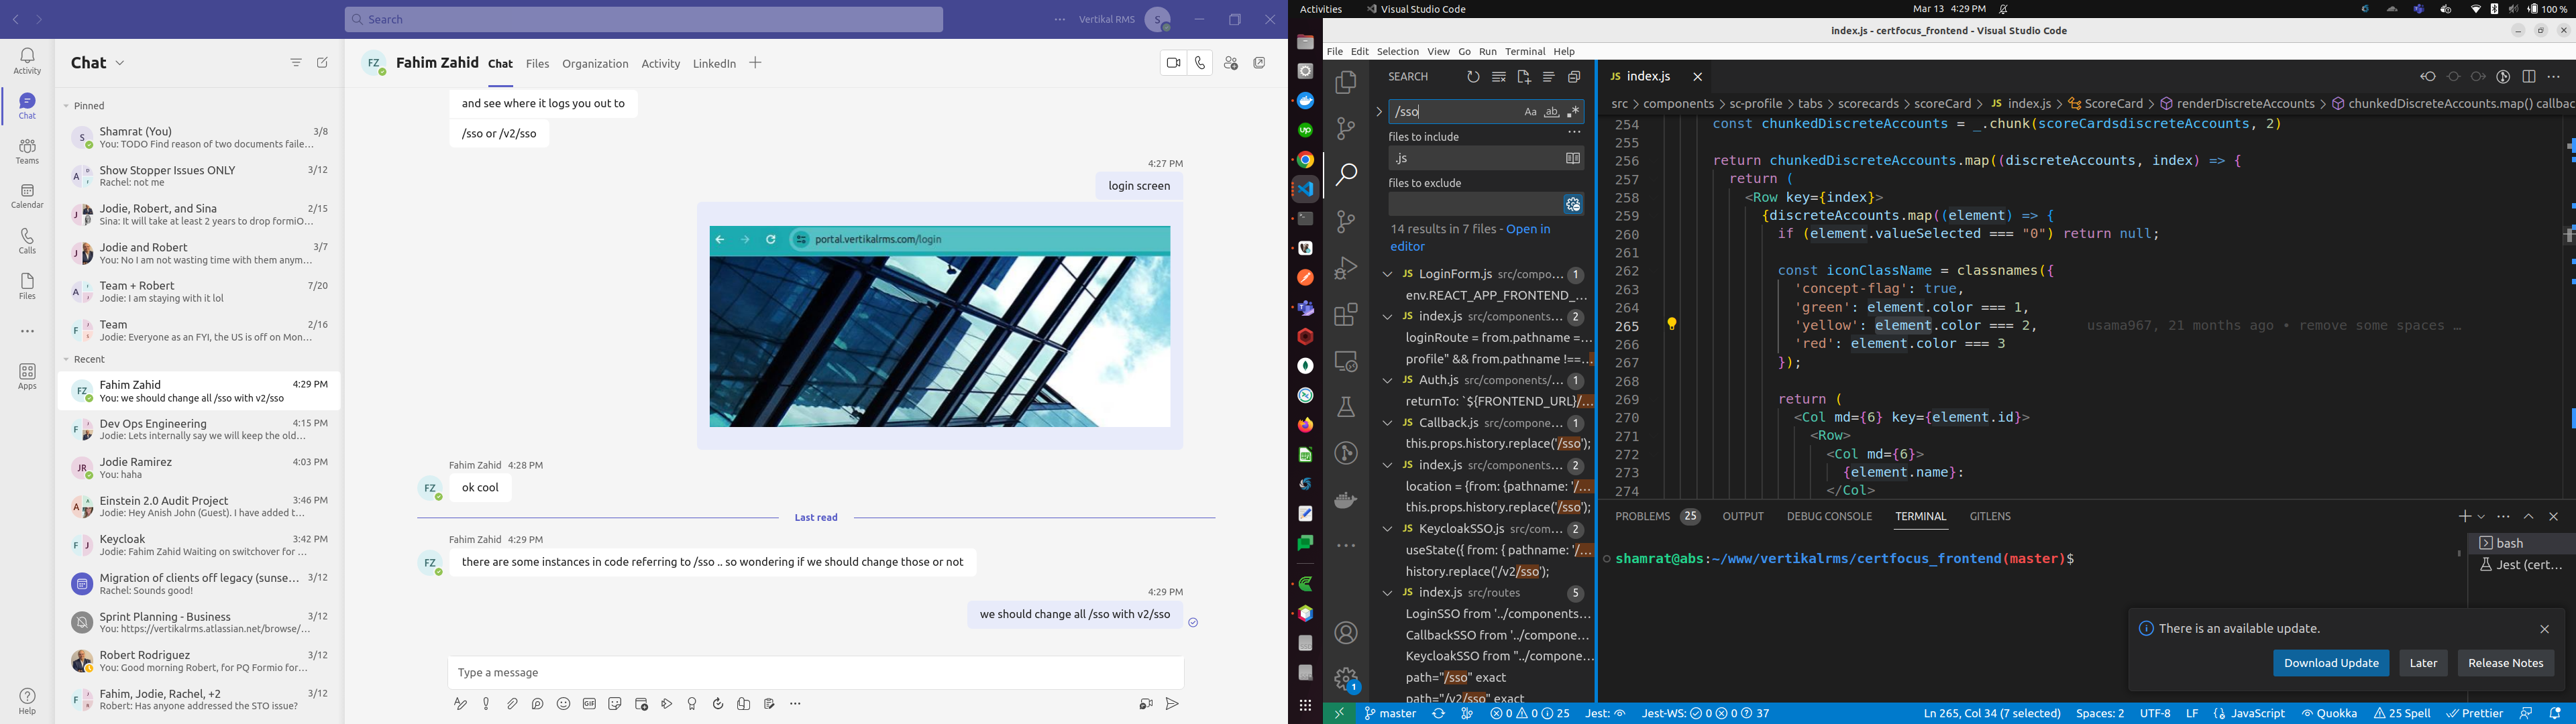 Search
Vertikal RMS
S
Activity
Chat
Teams
Calendar
Calls
Files
Apps
Help
Chat
Pinned
Shamrat (You) 3/8
You: TODO Find reason of two documents faile...
Show Stopper Issues ONLY 3/12
Rachel: not me
Jodie, Robert, and Sina 2/15
Sina: It will take at least 2 years to drop formiO...
Jodie and Robert 3/7
You: No I am not wasting time with them anym...
Team + Robert 7/20
Jodie: I am staying with it lol
Team 2/16
Jodie: Everyone as an FYI, the US is off on Mon...
Recent
Fahim Zahid 4:29 PM
You: we should change all /sso with v2/sso
Dev Ops Engineering 4:15 PM
Jodie: Lets internally say we will keep the old...
Jodie Ramirez 4:03 PM
You: haha
Einstein 2.0 Audit Project 3:46 PM
Jodie: Hey Anish John (Guest). I have added t...
Keycloak 3:42 PM
Jodie: Fahim Zahid Waiting on switchover for ...
Migration of clients off legacy (sunse... 3/12
Rachel: Sounds good!
Sprint Planning - Business 3/12
You: https://vertikalrms.atlassian.net/browse/...
Robert Rodriguez 3/12
You: Good morning Robert, for PQ Formio for...
Fahim, Jodie, Rachel, +2 3/12
Robert: Has anyone addressed the STO issue?
FZ Fahim Zahid Chat Files Organization Activity LinkedIn
and see where it logs you out to
/sso or /v2/sso
4:27 PM
login screen
portal.vertikalrms.com/login
Fahim Zahid 4:28 PM
FZ ok cool
Last read
Fahim Zahid 4:29 PM
FZ there are some instances in code referring to /sso .. so wondering if we should change those or not
4:29 PM
we should change all /sso with v2/sso
Type a message
Activities Visual Studio Code Mar 13 4:29 PM 100 %
index.js - certfocus_frontend - Visual Studio Code
File Edit Selection View Go Run Terminal Help
SEARCH
/sso
Aa ab
files to include
.js
files to exclude
14 results in 7 files - Open in
editor
JS LoginForm.js src/compo... 1
env.REACT_APP_FRONTEND_...
JS index.js src/components... 2
loginRoute = from.pathname =...
profile" && from.pathname !==...
JS Auth.js src/components/... 1
returnTo: `${FRONTEND_URL}/...
JS Callback.js src/compone... 1
this.props.history.replace('/sso');
JS index.js src/components... 2
location = {from: {pathname: '/...
this.props.history.replace('/sso');
JS KeycloakSSO.js src/com... 2
useState({ from: { pathname: '/...
history.replace('/v2/sso');
JS index.js src/routes 5
LoginSSO from '../components...
CallbackSSO from '../compone...
KeycloakSSO from "../compone...
path="/sso" exact
path="/v2/sso" exact
1
JS index.js
src > components > sc-profile > tabs > scorecards > scoreCard > JS index.js > ScoreCard > renderDiscreteAccounts > chunkedDiscreteAccounts.map() callbac
254 const chunkedDiscreteAccounts = _.chunk(scoreCardsdiscreteAccounts, 2)
255
256 return chunkedDiscreteAccounts.map((discreteAccounts, index) => {
257 return (
258 <Row key={index}>
259 {discreteAccounts.map((element) => {
260 if (element.valueSelected === "0") return null;
261
262 const iconClassName = classnames({
263 'concept-flag': true,
264 'green': element.color === 1,
265 'yellow': element.color === 2, usama967, 21 months ago • remove some spaces …
266 'red': element.color === 3
267 });
268
269 return (
270 <Col md={6} key={element.id}>
271 <Row>
272 <Col md={6}>
273 {element.name}:
274 </Col>
PROBLEMS 25 OUTPUT DEBUG CONSOLE TERMINAL GITLENS
shamrat@abs:~/www/vertikalrms/certfocus_frontend(master)$
bash
Jest (cert...
There is an available update.
Download Update Later Release Notes
master 0 0 25 Jest: Jest-WS: 0 0 37 Ln 265, Col 34 (7 selected) Spaces: 2 UTF-8 LF JavaScript Quokka 25 Spell Prettier